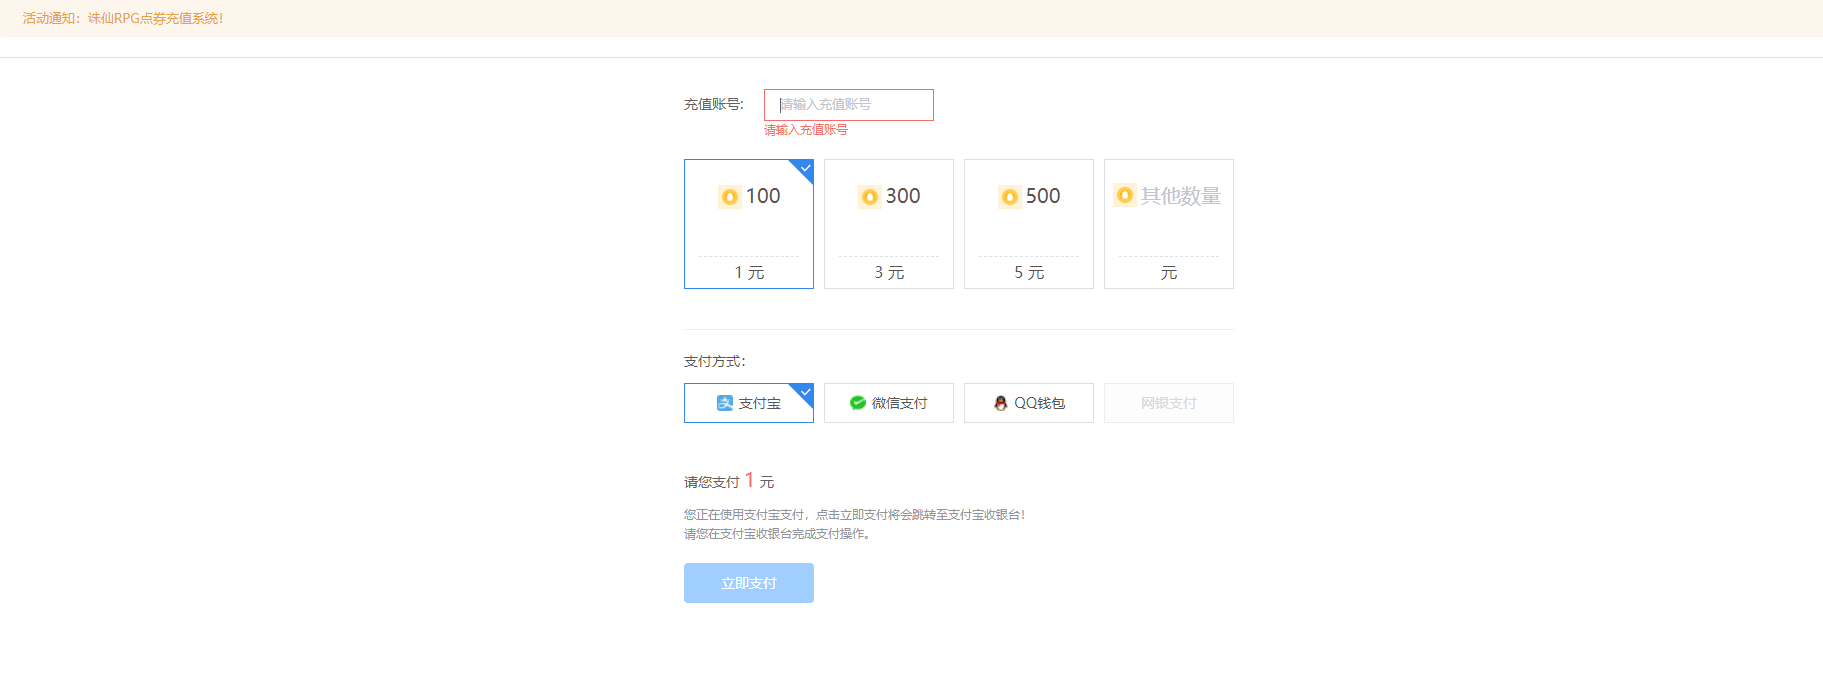 活动通知：诛仙RPG点券充值系统！
充值账号: 请输入充值账号
请输入充值账号
100 300 500 其他数量
1 元 3 元 5 元 元
支付方式:
支付宝 微信支付 QQ钱包 网银支付
请您支付 1 元
您正在使用支付宝支付，点击立即支付将会跳转至支付宝收银台！
请您在支付宝收银台完成支付操作。
立即支付